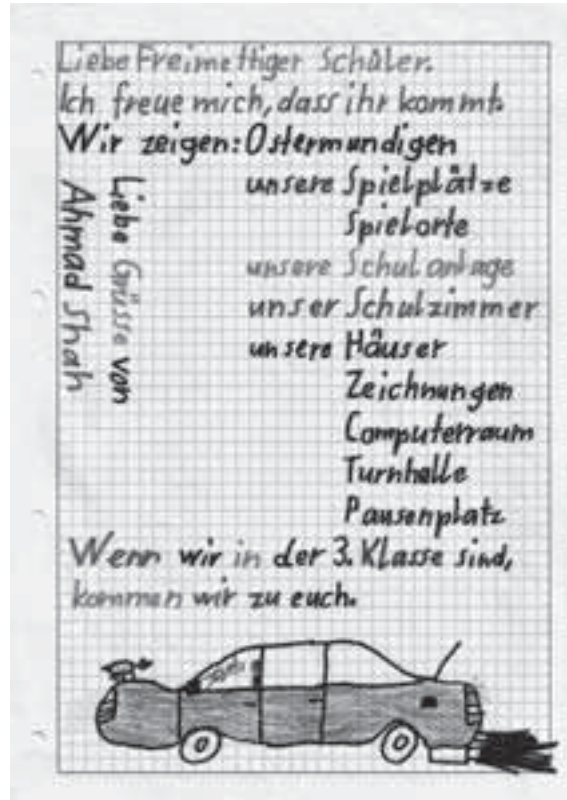 Liebe Freimettiger Schüler.
Ich freue mich, dass ihr kommt.
Wir zeigen: Ostermundigen
unsere Spielplätze
Spielorte
unsere Schulanlage
unser Schulzimmer
unsere Häuser
Zeichnungen
Computerraum
Turnhalle
Pausenplatz
Wenn wir in der 3. Klasse sind,
kommen wir zu euch.
Liebe Grüsse von
Ahmad Shah